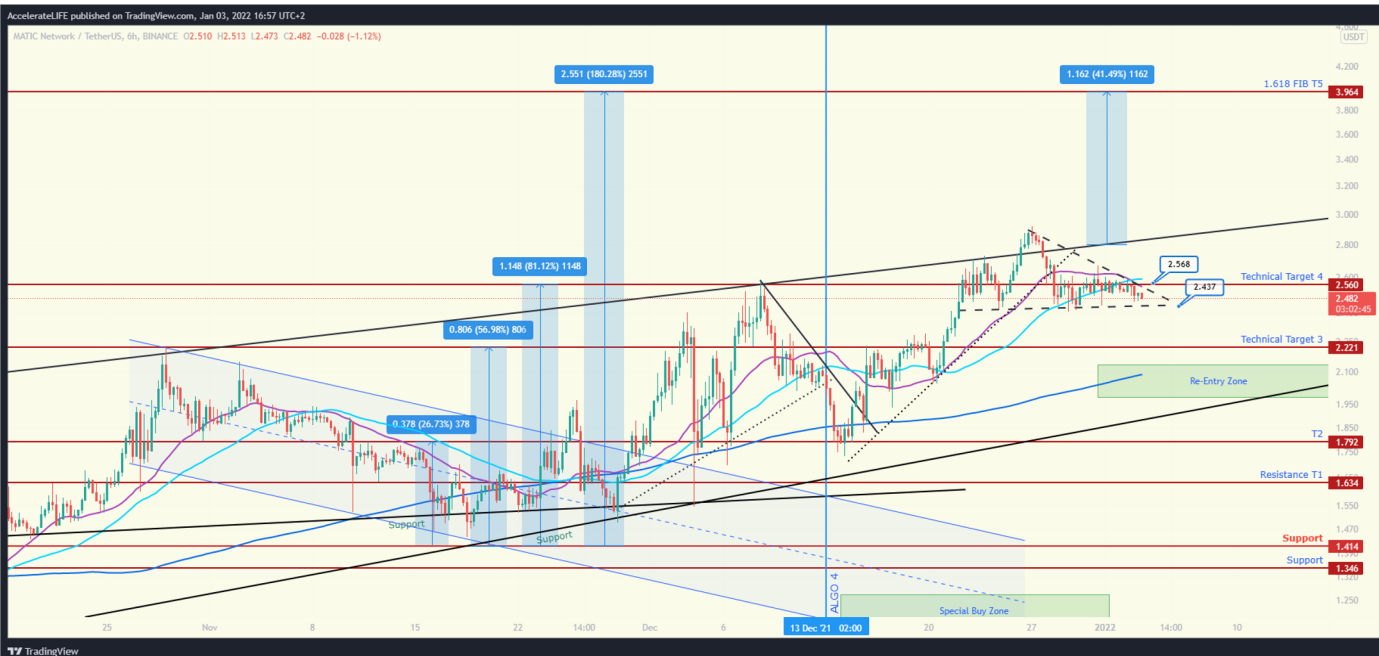 AccelerateLIFE published on TradingView.com, Jan 03, 2022 16:57 UTC+2
MATIC Network / TetherUS, 6h, BINANCE O2.510 H2.513 L2.473 C2.482 −0.028 (−1.12%)
USDT
4.200
2.551 (180.28%) 2551
1.162 (41.49%) 1162
1.618 FIB T5
3.964
3.800
3.600
3.400
3.200
3.000
2.800
2.568
1.148 (81.12%) 1148
Technical Target 4
2.560
2.437
2.482
03:02:45
0.806 (56.98%) 806
Technical Target 3
2.221
2.100
Re-Entry Zone
1.950
0.378 (26.73%) 378
1.850
T2
1.792
1.750
Resistance T1
1.634
1.550
Support
1.470
Support
Support
1.414
Support
1.346
1.320
ALGO 4
1.250
Special Buy Zone
25
Nov
8
15
22
14:00
Dec
6
13 Dec '21 02:00
20
27
2022
14:00
10
TradingView